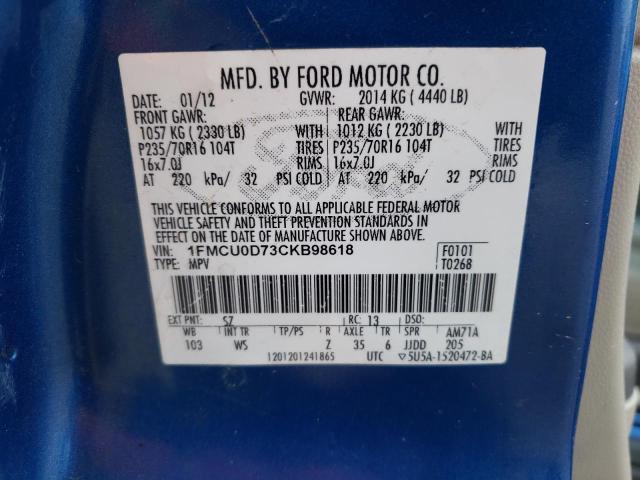 MFD. BY FORD MOTOR CO.
DATE: 01/12 GVWR: 2014 KG ( 4440 LB)
FRONT GAWR: REAR GAWR:
1057 KG ( 2330 LB) WITH 1012 KG ( 2230 LB) WITH
P235/70R16 104T TIRES P235/70R16 104T TIRES
16x7.0J RIMS 16x7.0J RIMS
AT 220 kPa/ 32 PSI COLD AT 220 kPa/ 32 PSI COLD
THIS VEHICLE CONFORMS TO ALL APPLICABLE FEDERAL MOTOR
VEHICLE SAFETY AND THEFT PREVENTION STANDARDS IN
EFFECT ON THE DATE OF MANUFACTURE SHOWN ABOVE.
VIN: 1FMCU0D73CKB98618 F0101
TYPE: MPV T0268
EXT PNT: SZ RC: 13 DSO:
WB INT TR TP/PS R AXLE TR SPR AM71A
103 WS Z 35 6 JJDD 205
1201201241865 UTC ▽5U5A-1520472-BA